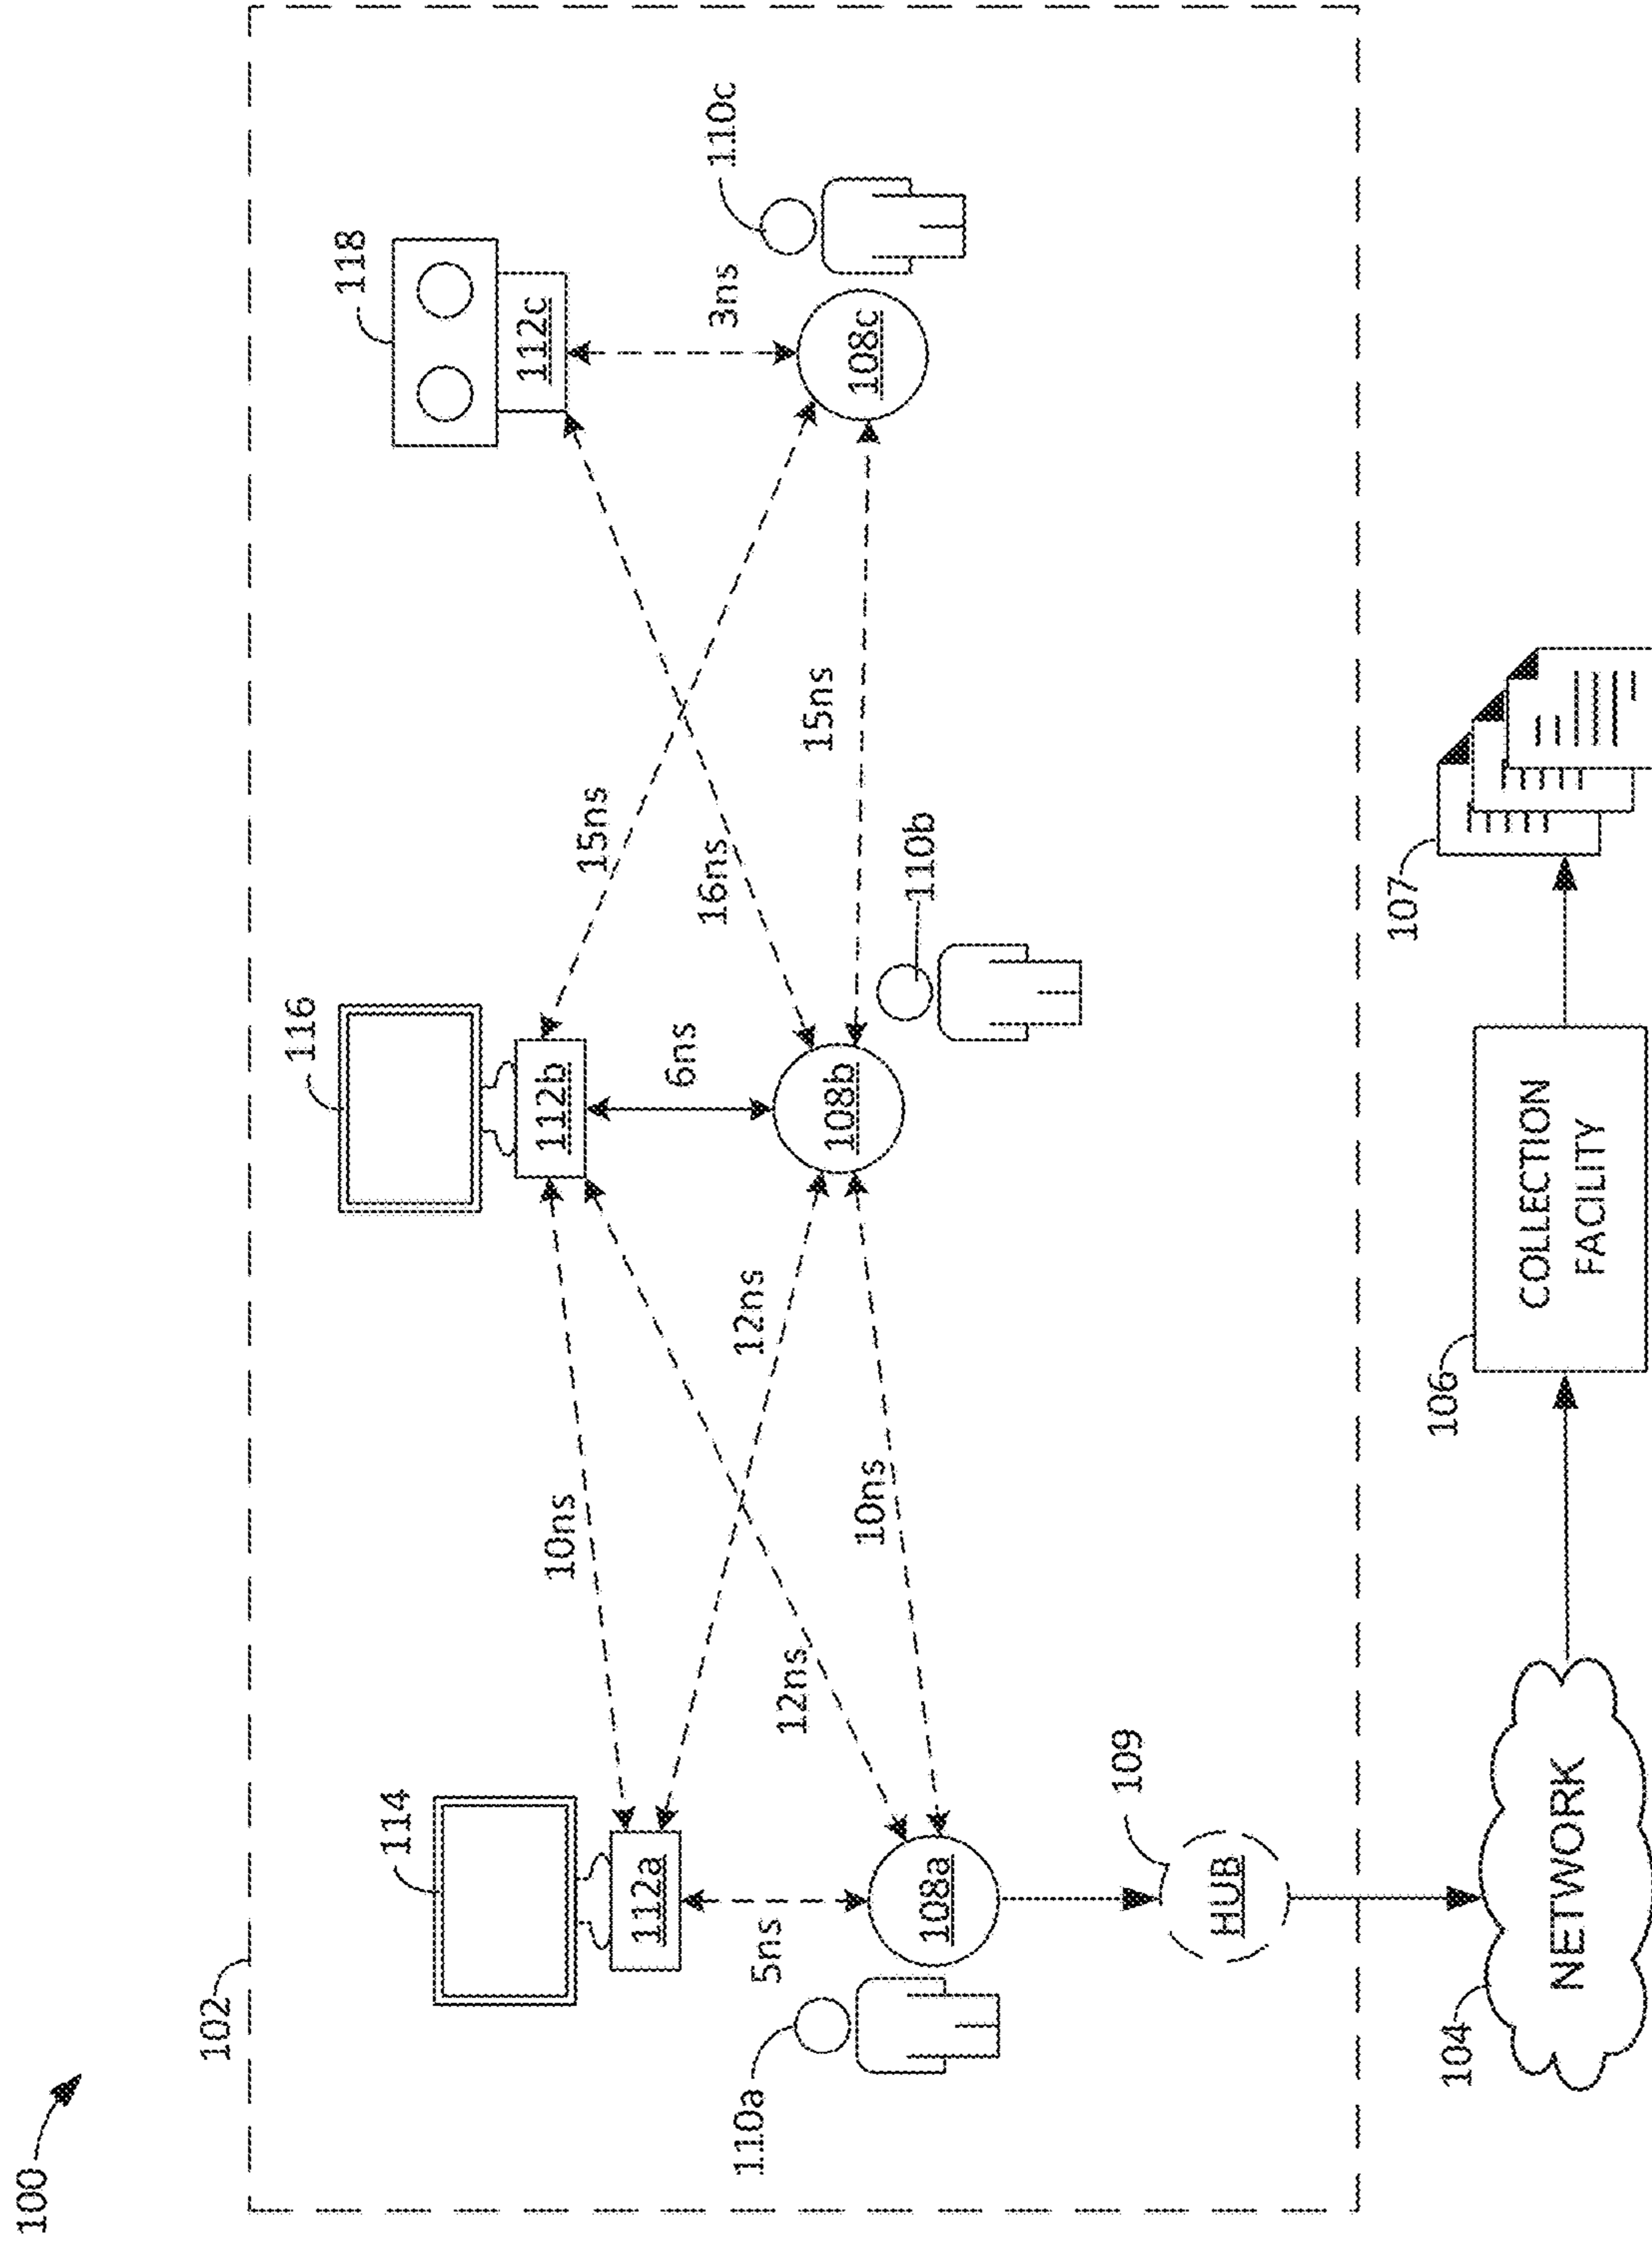 100
102
114
116
118
112a
112b
112c
10ns
15ns
5ns
12ns
12ns
6ns
16ns
3ns
110a
110b
110c
108a
108b
108c
10ns
15ns
109
HUB
104
NETWORK
106
COLLECTION
FACILITY
107